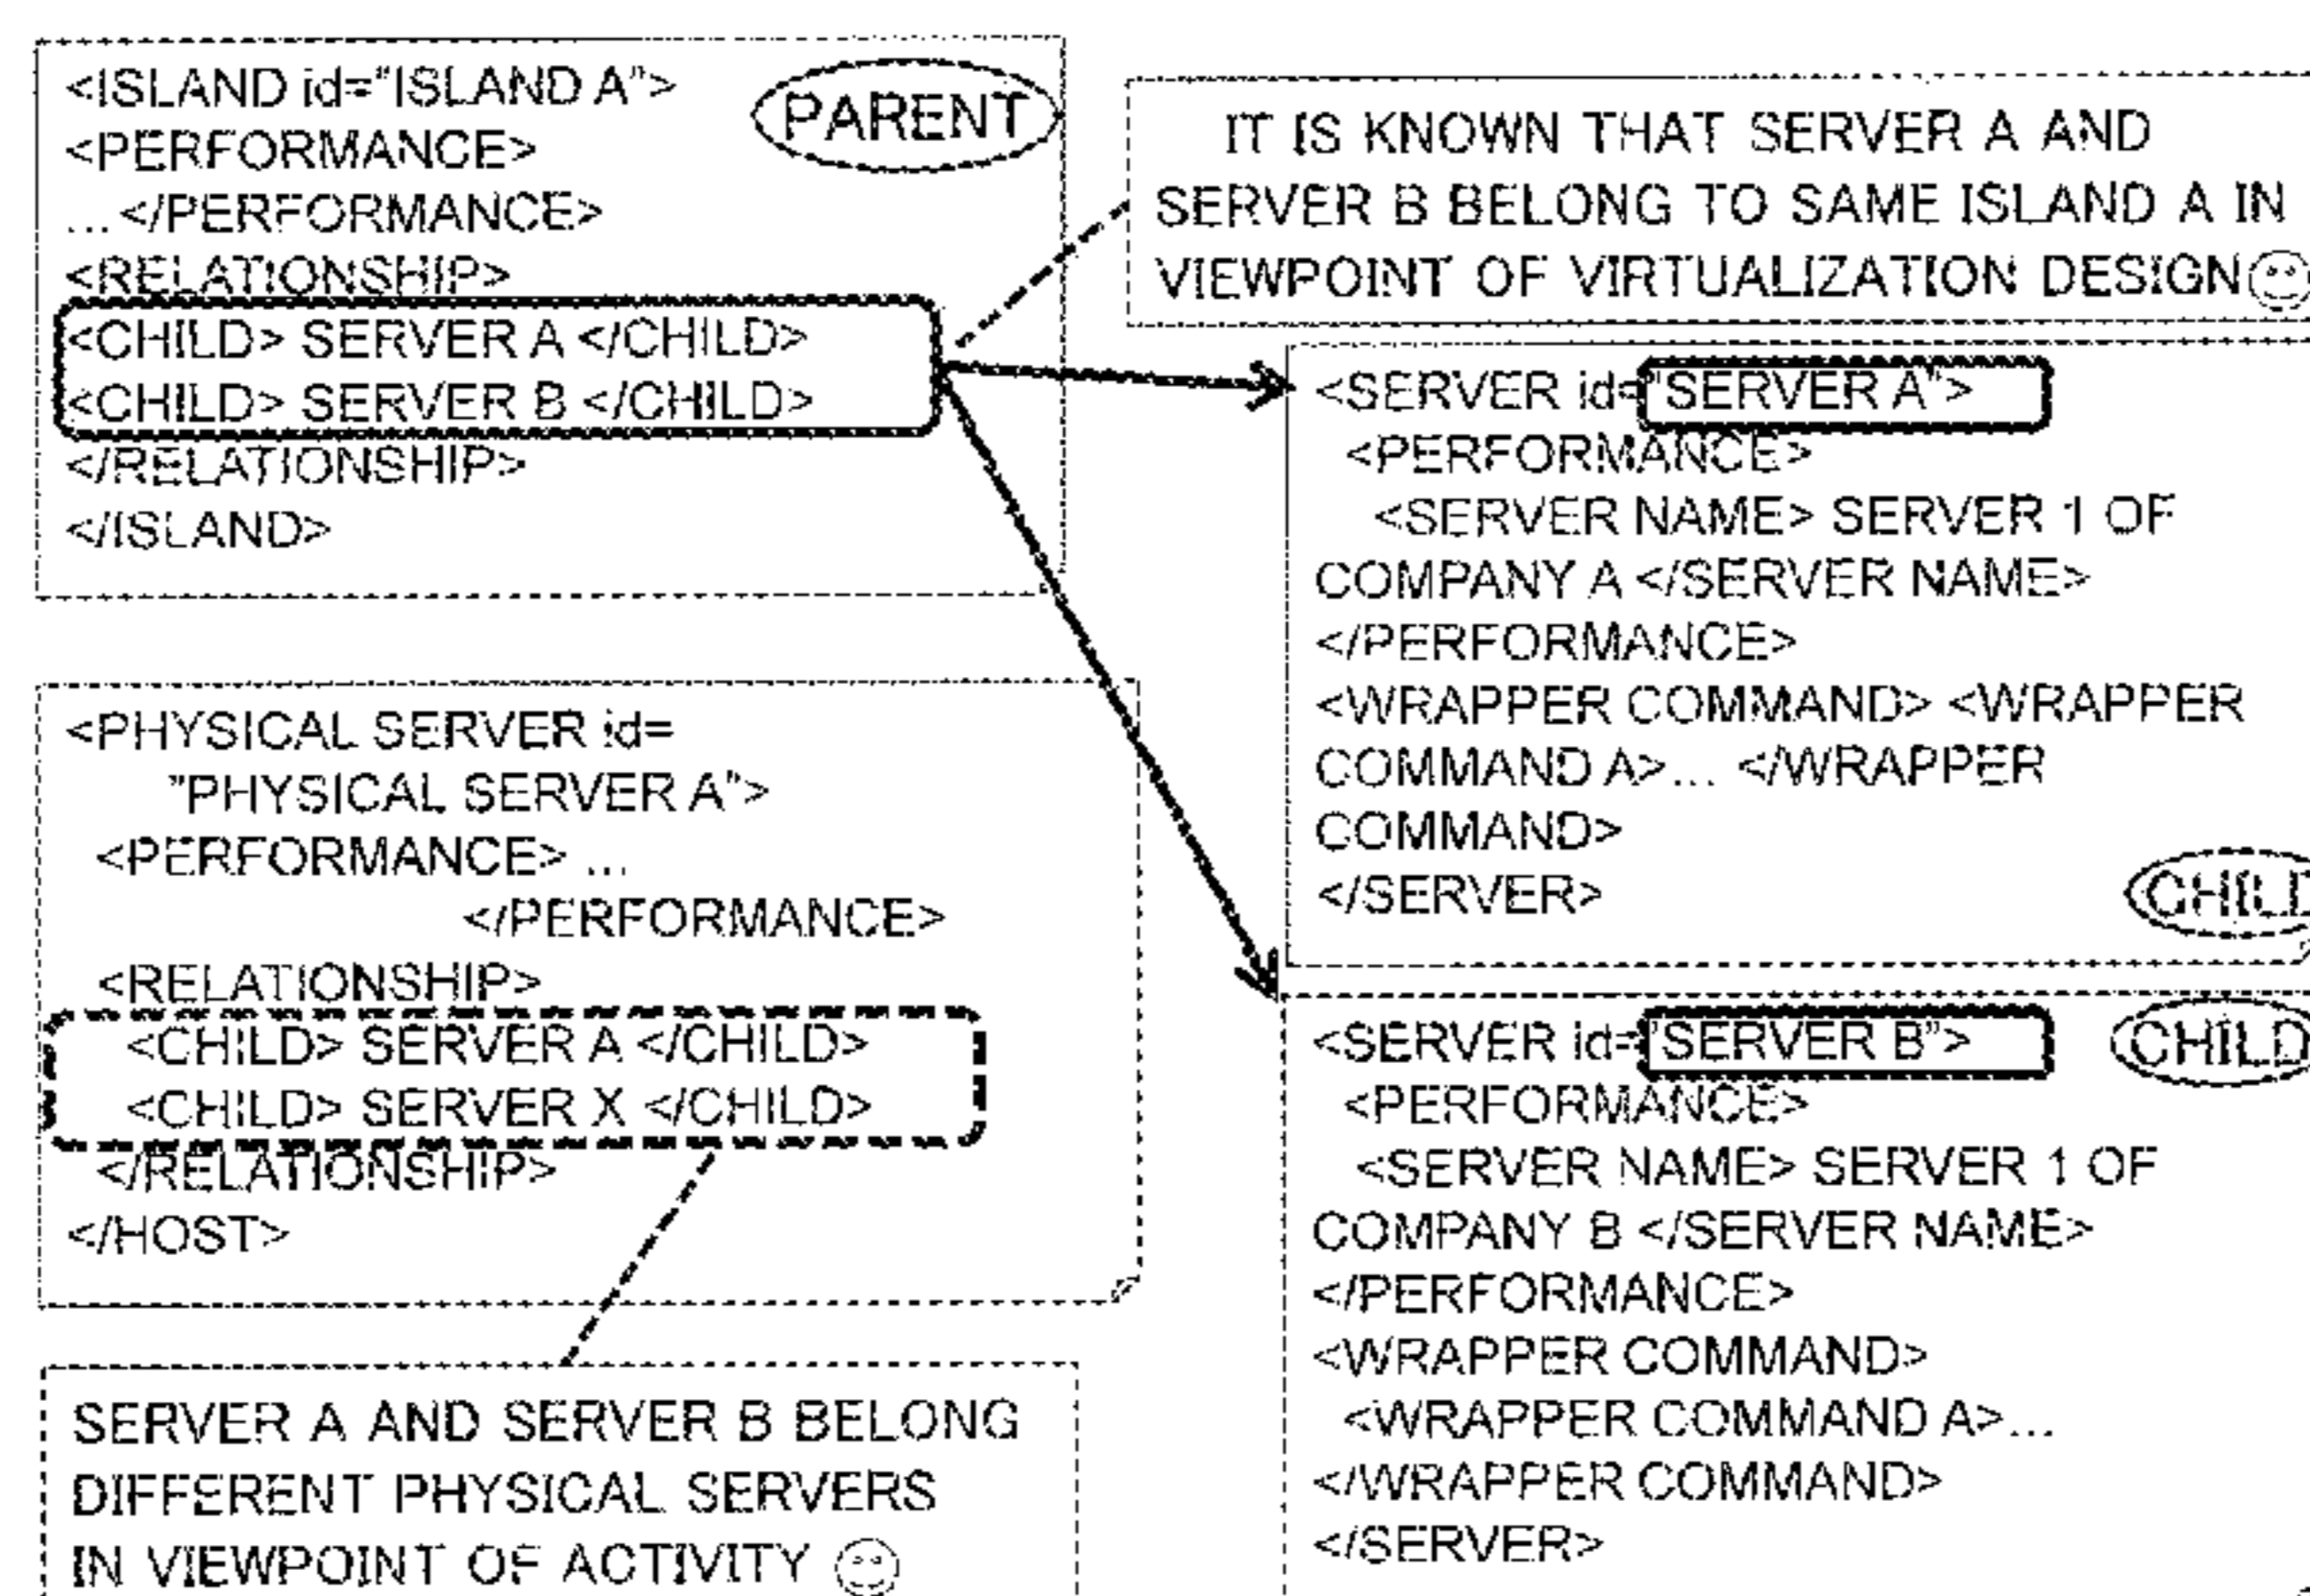 <ISLAND id="ISLAND A">
<PERFORMANCE>
... </PERFORMANCE>
<RELATIONSHIP>
<CHILD> SERVER A </CHILD>
<CHILD> SERVER B </CHILD>
</RELATIONSHIP>
</ISLAND>
PARENT
IT IS KNOWN THAT SERVER A AND
SERVER B BELONG TO SAME ISLAND A IN
VIEWPOINT OF VIRTUALIZATION DESIGN
<SERVER id="SERVER A">
<PERFORMANCE>
<SERVER NAME> SERVER 1 OF
COMPANY A </SERVER NAME>
</PERFORMANCE>
<WRAPPER COMMAND> <WRAPPER
COMMAND A>... </WRAPPER
COMMAND>
</SERVER>
CHILD
<PHYSICAL SERVER id=
"PHYSICAL SERVER A">
<PERFORMANCE> ...
</PERFORMANCE>
<RELATIONSHIP>
<CHILD> SERVER A </CHILD>
<CHILD> SERVER X </CHILD>
</RELATIONSHIP>
</HOST>
<SERVER id="SERVER B">
CHILD
<PERFORMANCE>
<SERVER NAME> SERVER 1 OF
COMPANY B </SERVER NAME>
</PERFORMANCE>
<WRAPPER COMMAND>
<WRAPPER COMMAND A>...
</WRAPPER COMMAND>
</SERVER>
SERVER A AND SERVER B BELONG
DIFFERENT PHYSICAL SERVERS
IN VIEWPOINT OF ACTIVITY